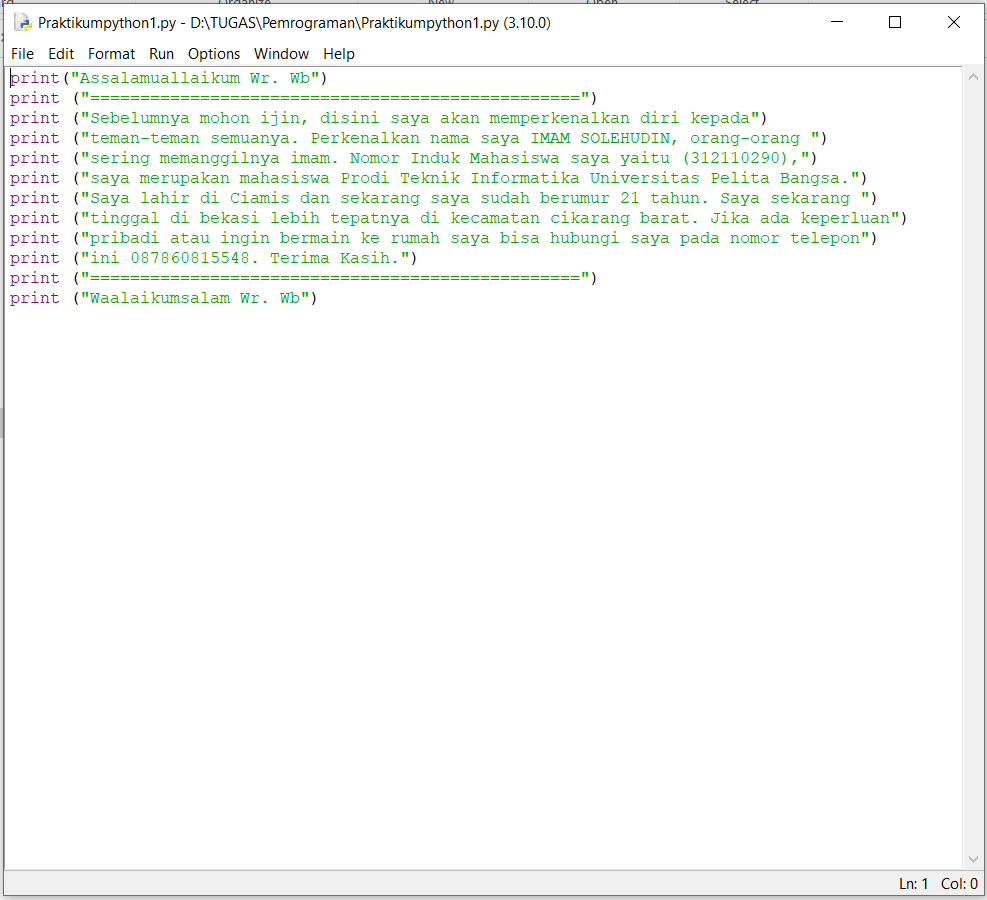 Praktikumpython1.py - D:\TUGAS\Pemrograman\Praktikumpython1.py (3.10.0)
File Edit Format Run Options Window Help
print("Assalamuallaikum Wr. Wb")
print ("=================================================")
print ("Sebelumnya mohon ijin, disini saya akan memperkenalkan diri kepada")
print ("teman-teman semuanya. Perkenalkan nama saya IMAM SOLEHUDIN, orang-orang ")
print ("sering memanggilnya imam. Nomor Induk Mahasiswa saya yaitu (312110290),")
print ("saya merupakan mahasiswa Prodi Teknik Informatika Universitas Pelita Bangsa.")
print ("Saya lahir di Ciamis dan sekarang saya sudah berumur 21 tahun. Saya sekarang ")
print ("tinggal di bekasi lebih tepatnya di kecamatan cikarang barat. Jika ada keperluan")
print ("pribadi atau ingin bermain ke rumah saya bisa hubungi saya pada nomor telepon")
print ("ini 087860815548. Terima Kasih.")
print ("=================================================")
print ("Waalaikumsalam Wr. Wb")
Ln: 1 Col: 0